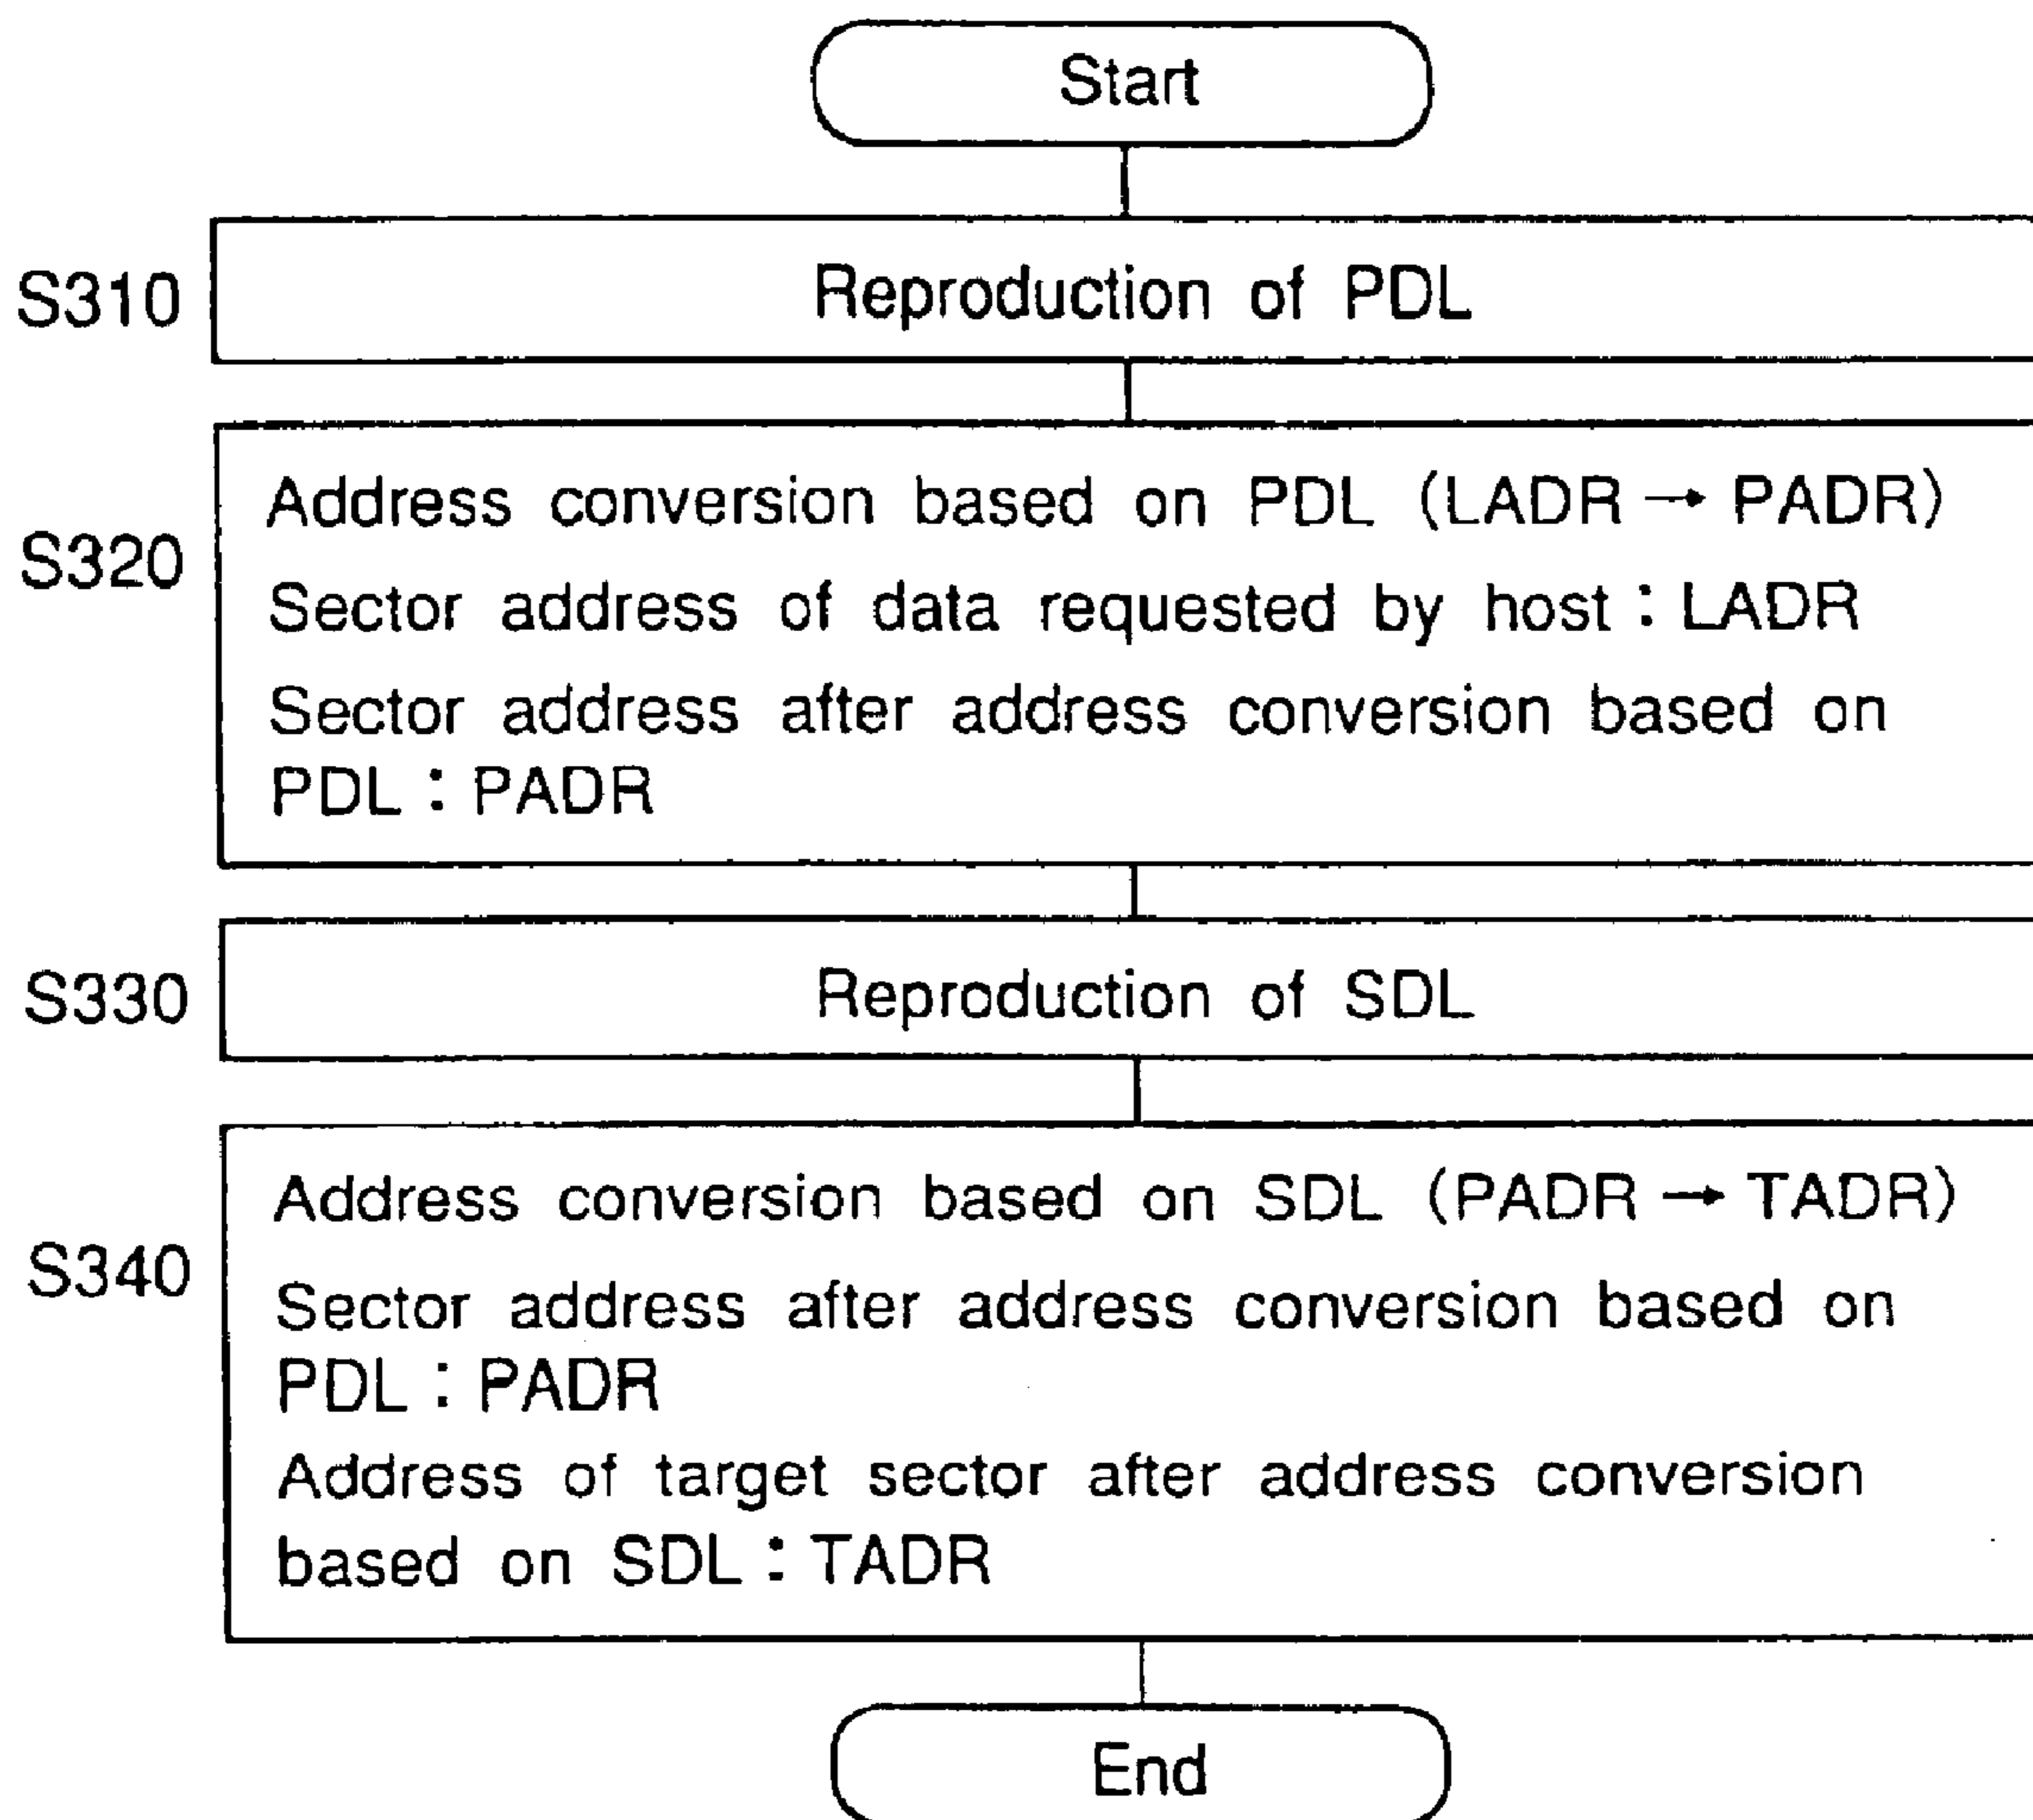 Start
S310
Reproduction of PDL
S320
Address conversion based on PDL (LADR → PADR)
Sector address of data requested by host : LADR
Sector address after address conversion based on
PDL : PADR
S330
Reproduction of SDL
S340
Address conversion based on SDL (PADR → TADR)
Sector address after address conversion based on
PDL : PADR
Address of target sector after address conversion
based on SDL : TADR
End